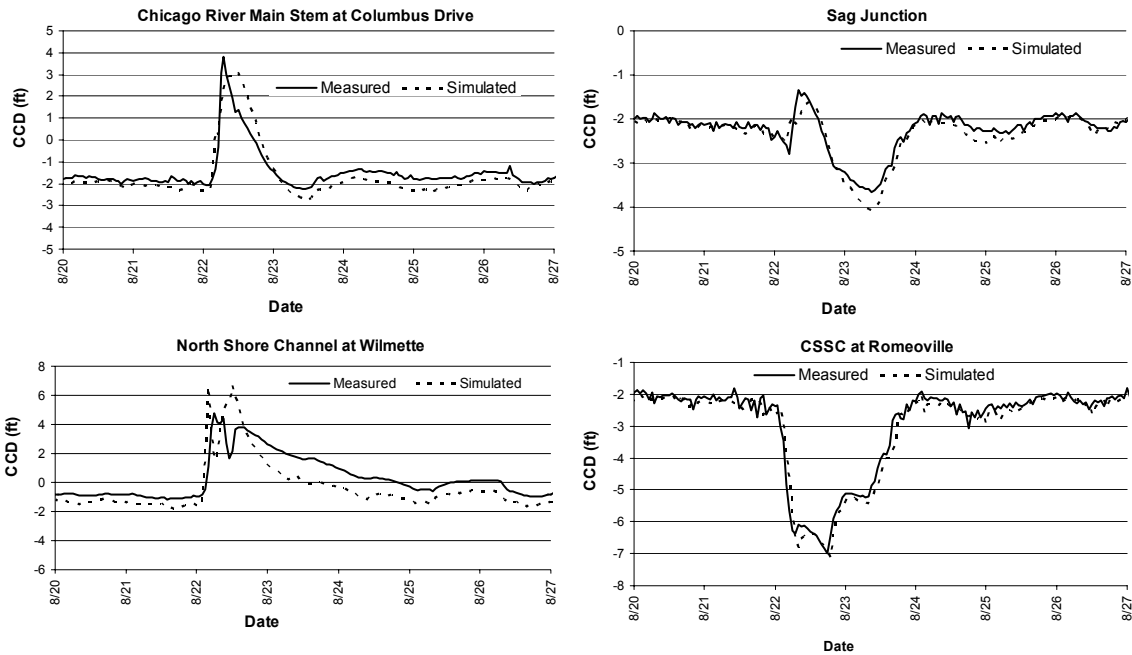 Chicago River Main Stem at Columbus Drive
CCD (ft)
5
4
3
2
1
0
-1
-2
-3
-4
-5
Measured Simulated
8/20 8/21 8/22 8/23 8/24 8/25 8/26 8/27
Date
Sag Junction
CCD (ft)
0
-1
-2
-3
-4
-5
Measured Simulated
8/20 8/21 8/22 8/23 8/24 8/25 8/26 8/27
Date
North Shore Channel at Wilmette
CCD (ft)
8
6
4
2
0
-2
-4
-6
Measured Simulated
8/20 8/21 8/22 8/23 8/24 8/25 8/26 8/27
Date
CSSC at Romeoville
CCD (ft)
-1
-2
-3
-4
-5
-6
-7
-8
Measured Simulated
8/20 8/21 8/22 8/23 8/24 8/25 8/26 8/27
Date